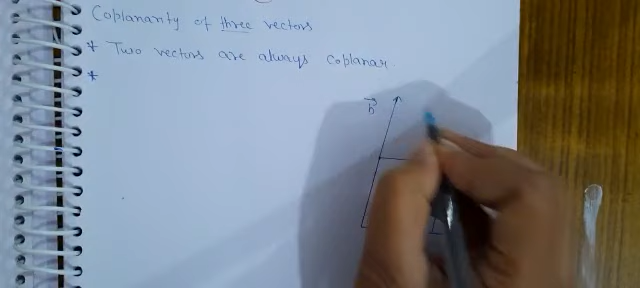 Coplanarity of three vectors
* Two vectors are always coplanar.
*
b